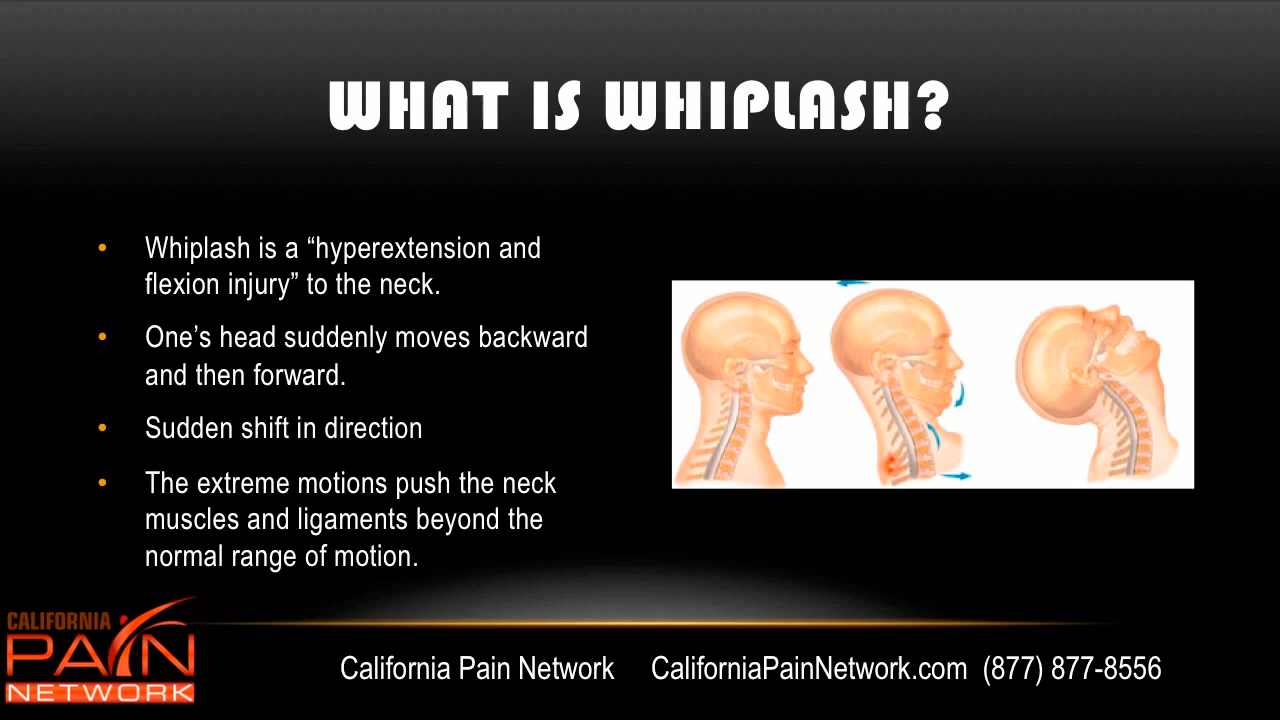 WHAT IS WHIPLASH?
• Whiplash is a “hyperextension and
flexion injury” to the neck.
• One’s head suddenly moves backward
and then forward.
• Sudden shift in direction
• The extreme motions push the neck
muscles and ligaments beyond the
normal range of motion.
CALIFORNIA
PAIN
NETWORK
California Pain Network CaliforniaPainNetwork.com (877) 877-8556